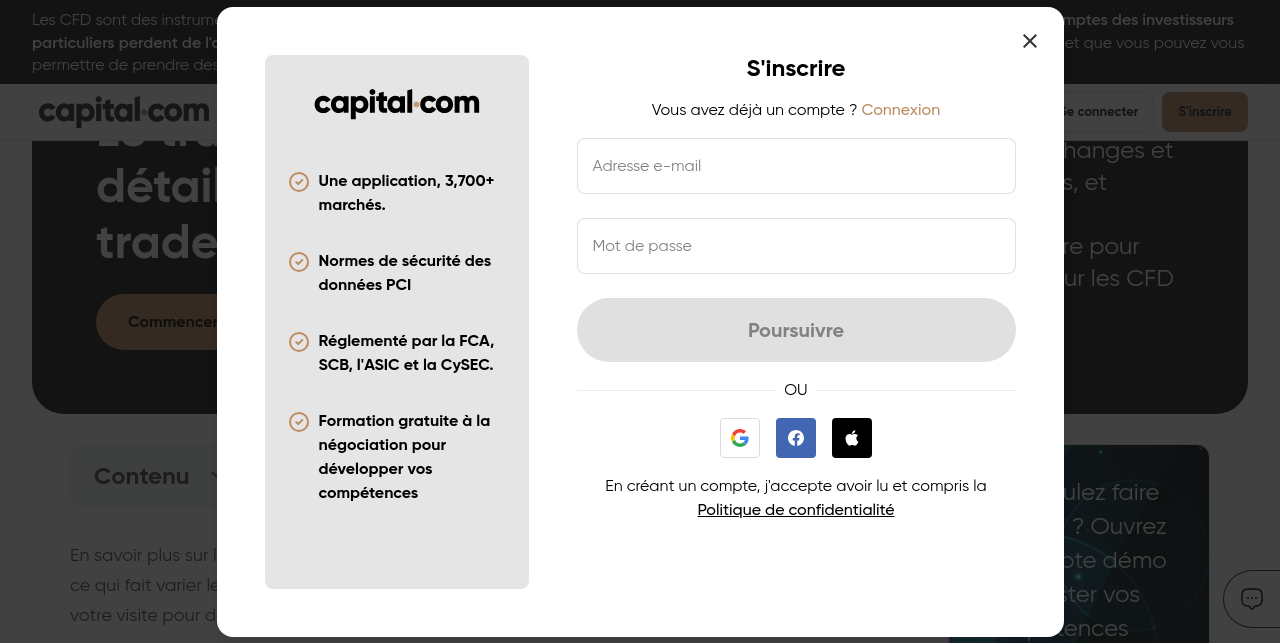 Les CFD sont des instrume
mptes des investisseurs
particuliers perdent de l'a
et que vous pouvez vous
permettre de prendre des
capital.com
Se connecter
S'inscrire
détail
trade
Commencer
hanges et
s, et
re pour
ur les CFD
Contenu
En savoir plus sur l
ce qui fait varier le
votre visite pour d
ulez faire
? Ouvrez
pte démo
ster vos
tences
capital.com
Une application, 3,700+
marchés.
Normes de sécurité des
données PCI
Réglementé par la FCA,
SCB, l'ASIC et la CySEC.
Formation gratuite à la
négociation pour
développer vos
compétences
S'inscrire
Vous avez déjà un compte ? Connexion
Adresse e-mail
Mot de passe
Poursuivre
OU
En créant un compte, j'accepte avoir lu et compris la
Politique de confidentialité